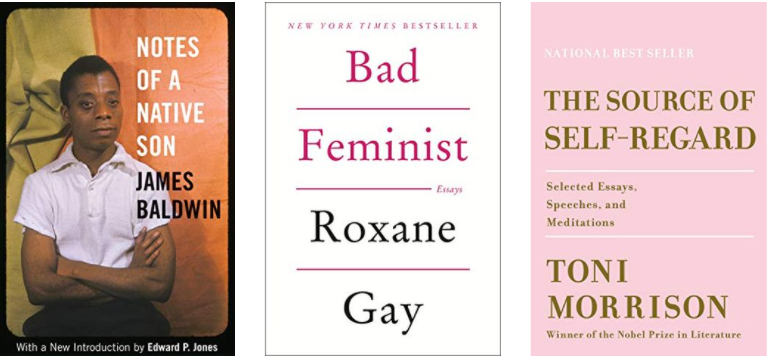 NOTES
OF A
NATIVE
SON
JAMES
BALDWIN
With a New Introduction by Edward P. Jones
NEW YORK TIMES BESTSELLER
Bad
Feminist
Essays
Roxane
Gay
NATIONAL BEST SELLER
THE SOURCE OF
SELF-REGARD
Selected Essays,
Speeches, and
Meditations
TONI
MORRISON
Winner of the Nobel Prize in Literature